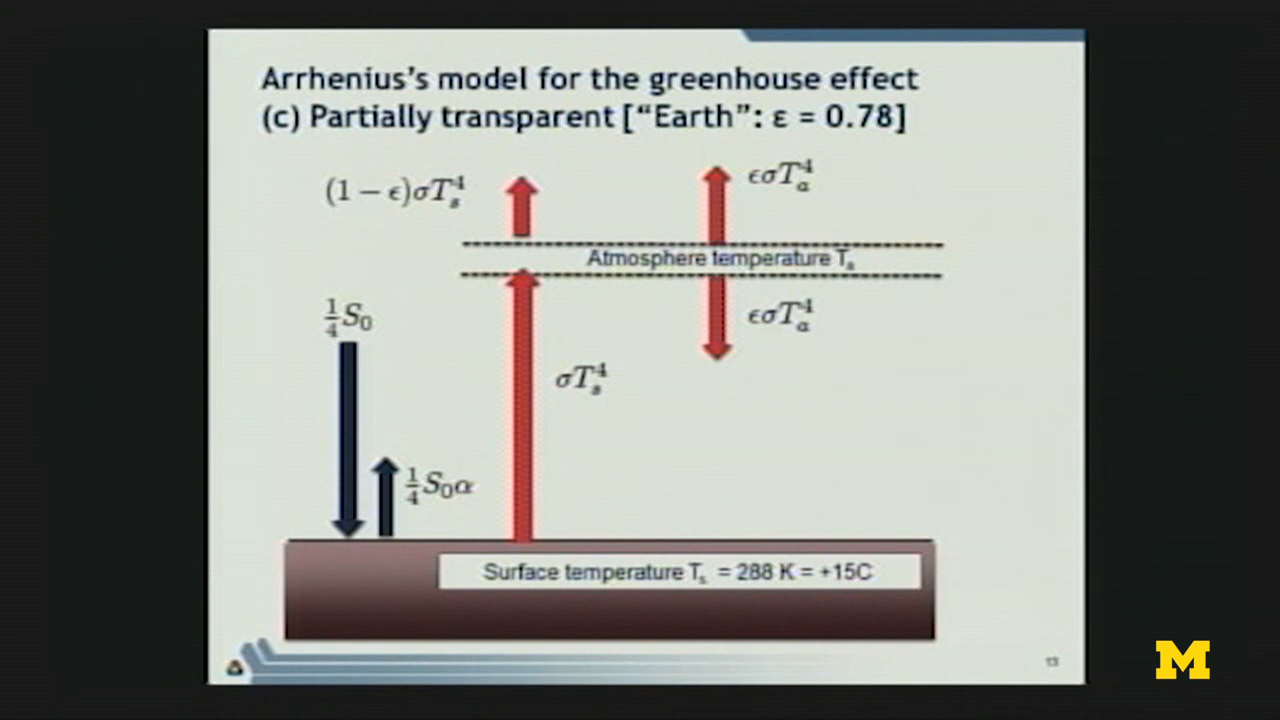 Arrhenius's model for the greenhouse effect
(c) Partially transparent ["Earth": ε = 0.78]
(1 − ϵ)σT_s^4
ϵσT_a^4
Atmosphere temperature T_a
¼S_0
ϵσT_a^4
σT_s^4
¼S_0α
Surface temperature T_s = 288 K = +15C
13
M